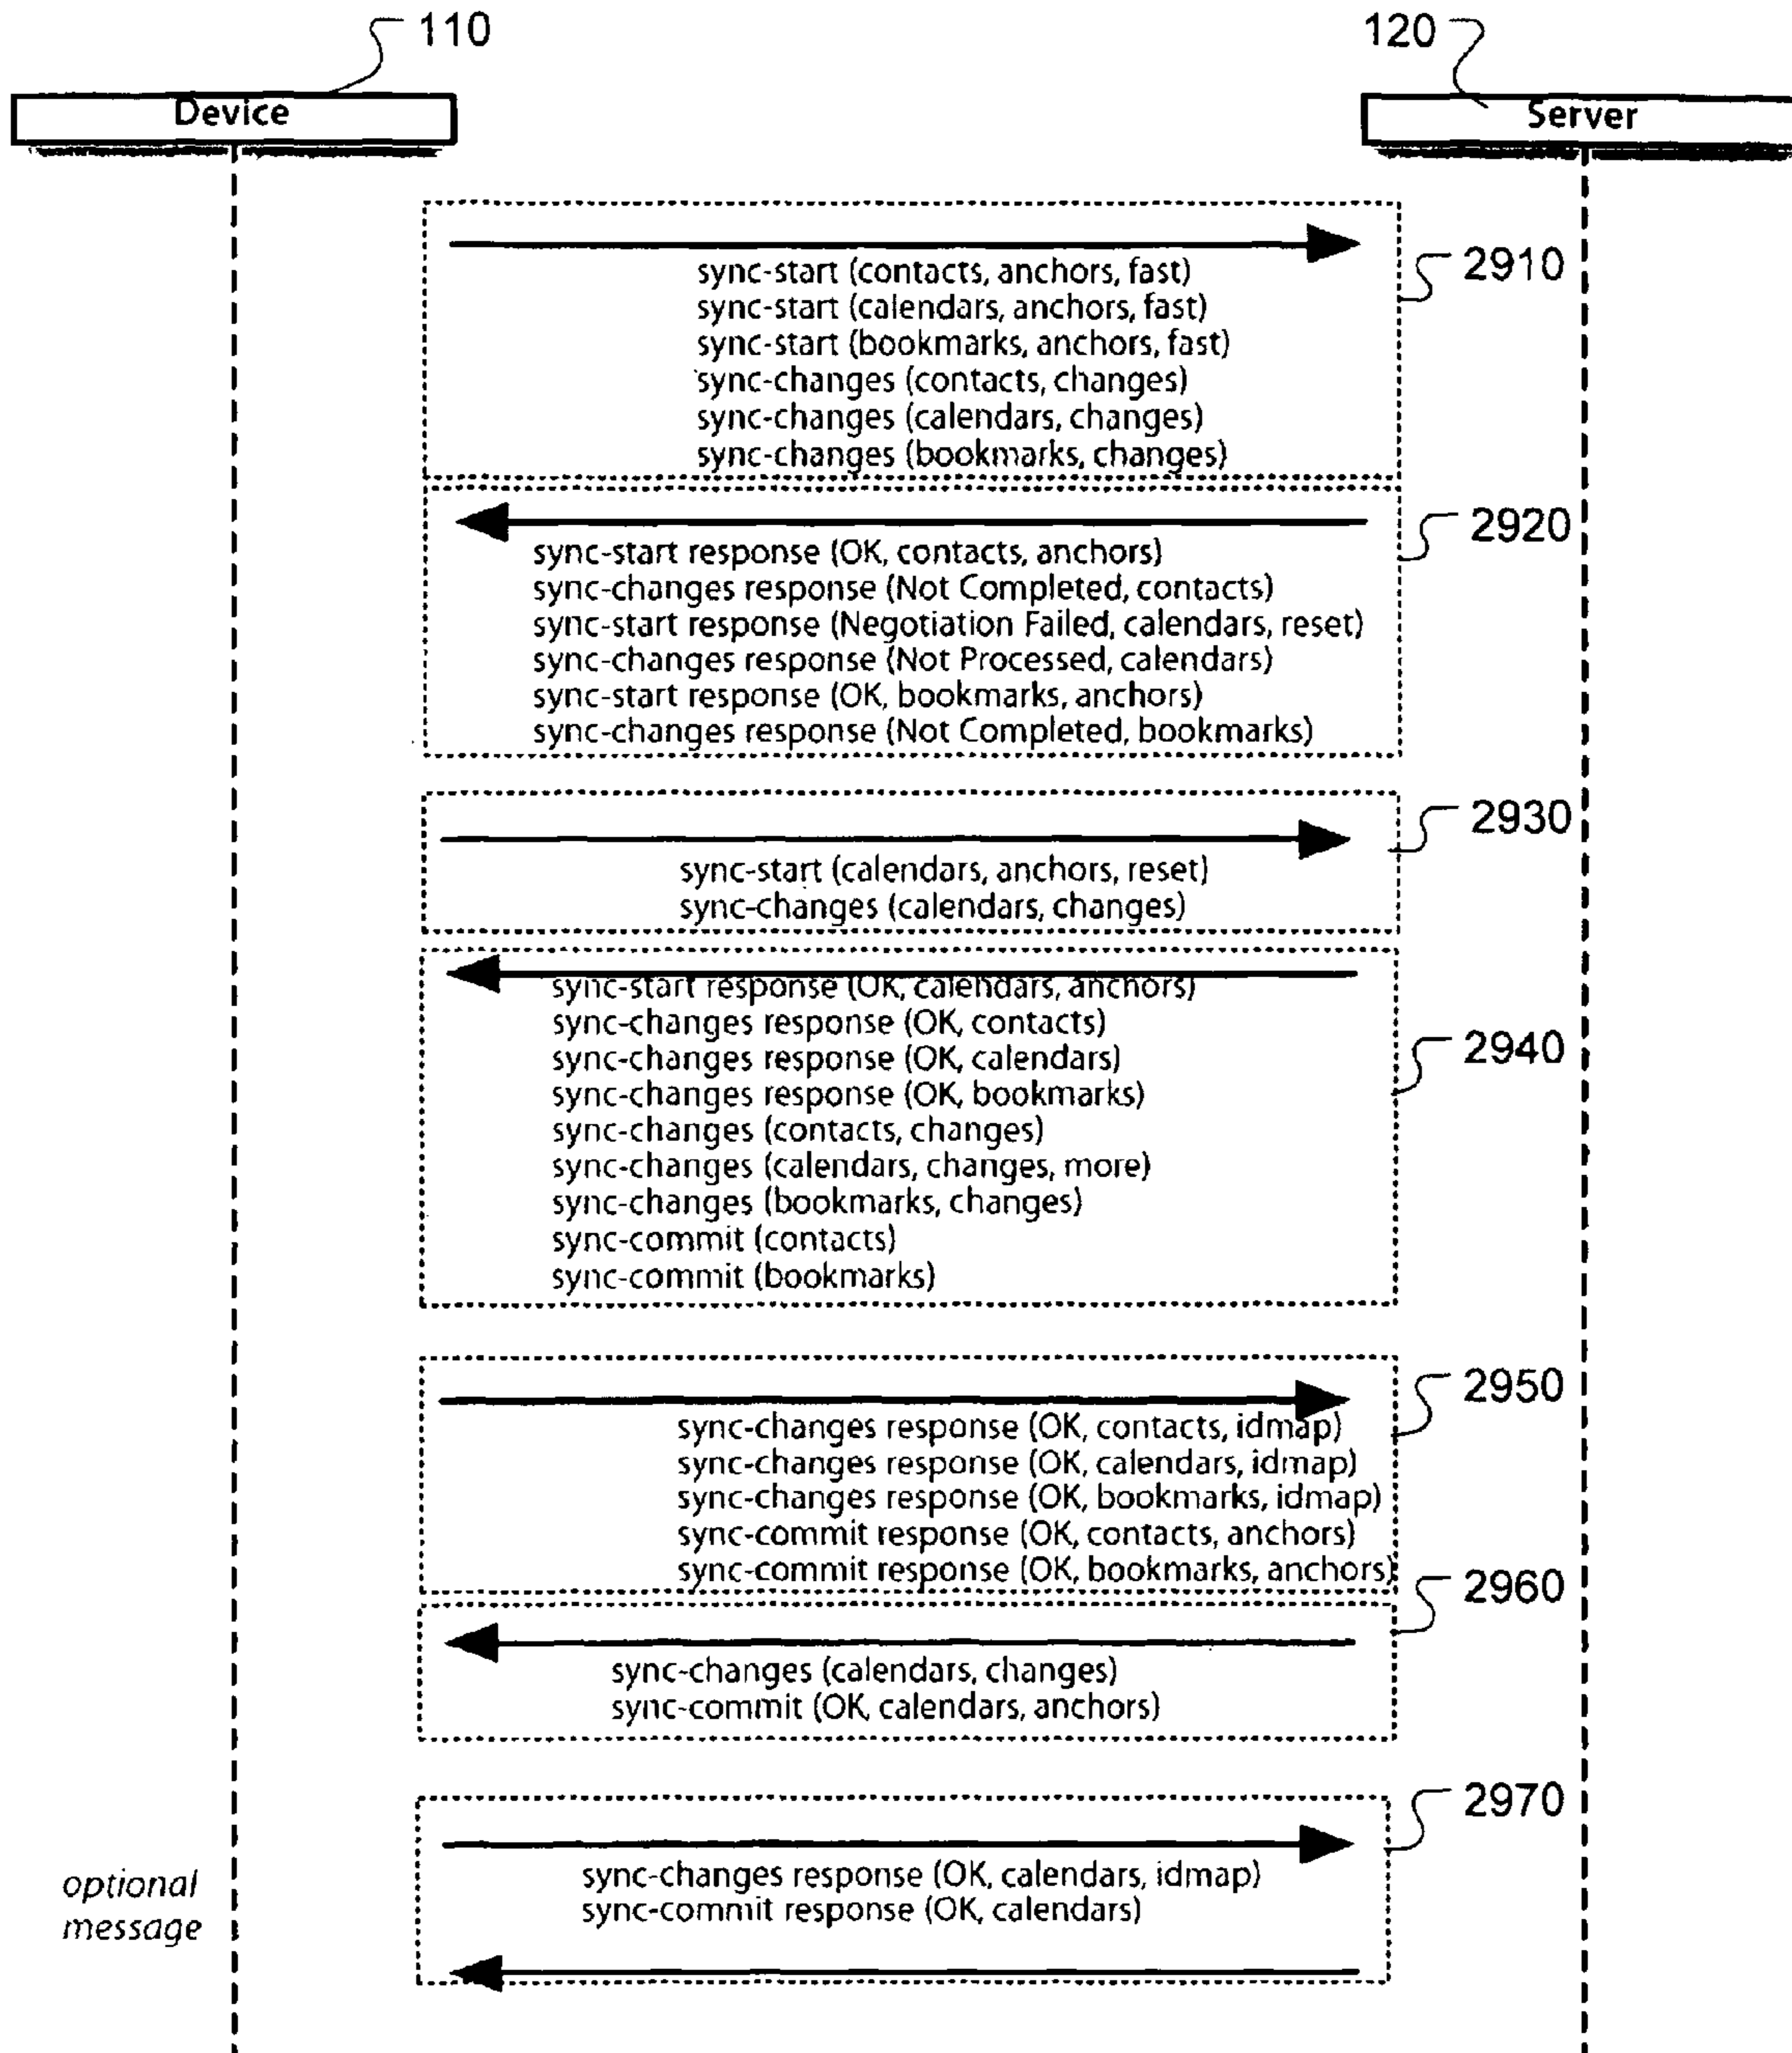 110
120
Device
Server
2910
sync-start (contacts, anchors, fast)
sync-start (calendars, anchors, fast)
sync-start (bookmarks, anchors, fast)
sync-changes (contacts, changes)
sync-changes (calendars, changes)
sync-changes (bookmarks, changes)
2920
sync-start response (OK, contacts, anchors)
sync-changes response (Not Completed, contacts)
sync-start response (Negotiation Failed, calendars, reset)
sync-changes response (Not Processed, calendars)
sync-start response (OK, bookmarks, anchors)
sync-changes response (Not Completed, bookmarks)
2930
sync-start (calendars, anchors, reset)
sync-changes (calendars, changes)
sync-start response (OK, calendars, anchors)
sync-changes response (OK, contacts)
2940
sync-changes response (OK, calendars)
sync-changes response (OK, bookmarks)
sync-changes (contacts, changes)
sync-changes (calendars, changes, more)
sync-changes (bookmarks, changes)
sync-commit (contacts)
sync-commit (bookmarks)
2950
sync-changes response (OK, contacts, idmap)
sync-changes response (OK, calendars, idmap)
sync-changes response (OK, bookmarks, idmap)
sync-commit response (OK, contacts, anchors)
sync-commit response (OK, bookmarks, anchors)
2960
sync-changes (calendars, changes)
sync-commit (OK, calendars, anchors)
2970
sync-changes response (OK, calendars, idmap)
sync-commit response (OK, calendars)
optional
message